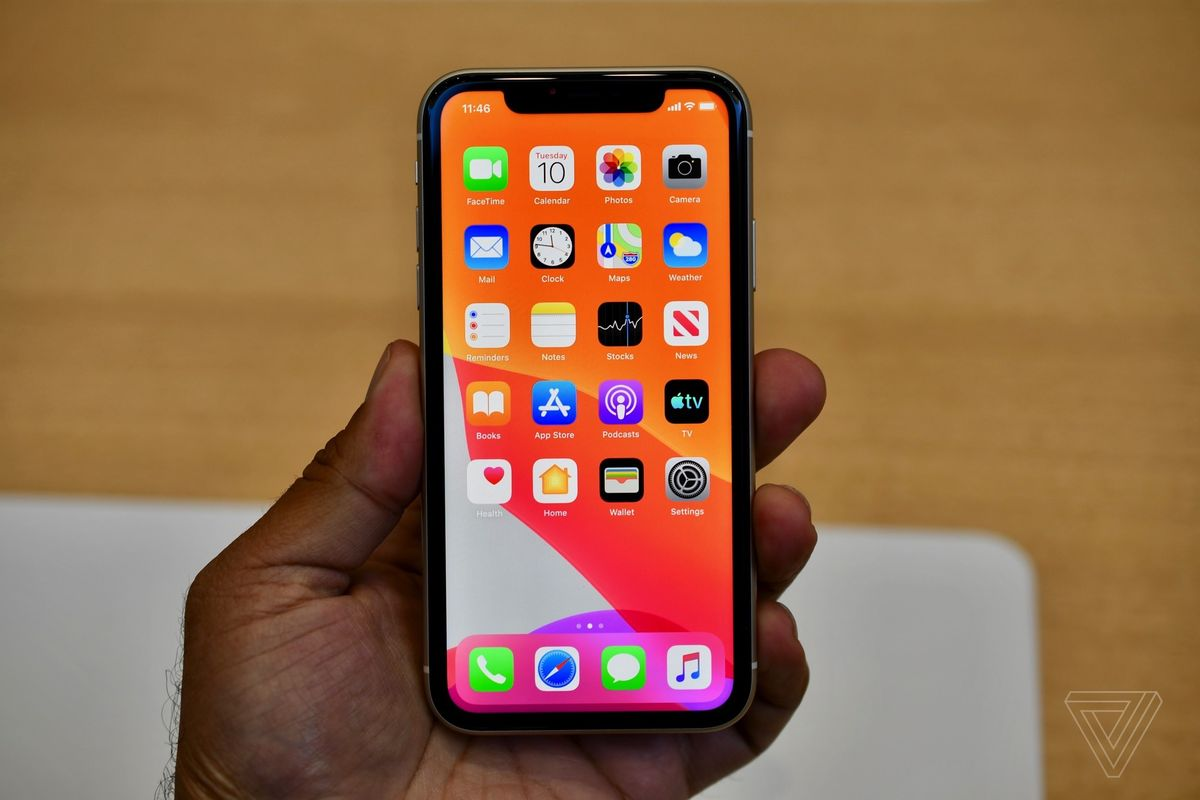 11:46
Tuesday
10
FaceTime
Calendar
Photos
Camera
280
Mail
Clock
Maps
Weather
Reminders
Notes
Stocks
News
tv
Books
App Store
Podcasts
TV
Health
Home
Wallet
Settings